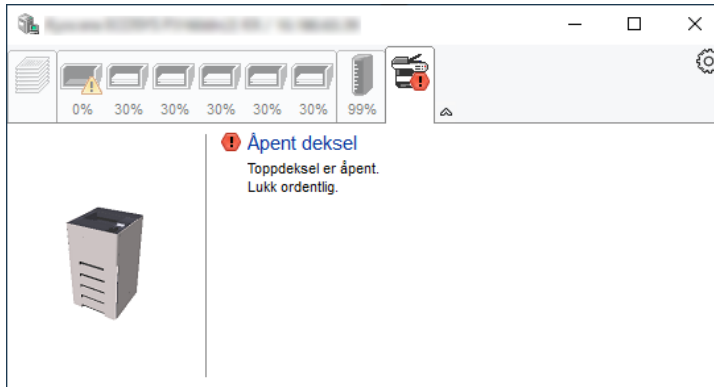 0%
30%
30%
30%
30%
30%
99%
Åpent deksel
Toppdeksel er åpent.
Lukk ordentlig.